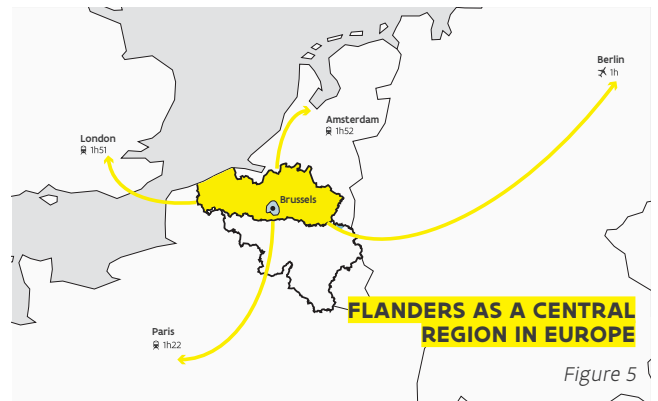 Berlin
1h
Amsterdam
1h52
London
1h51
Brussels
Paris
1h22
FLANDERS AS A CENTRAL
REGION IN EUROPE
Figure 5